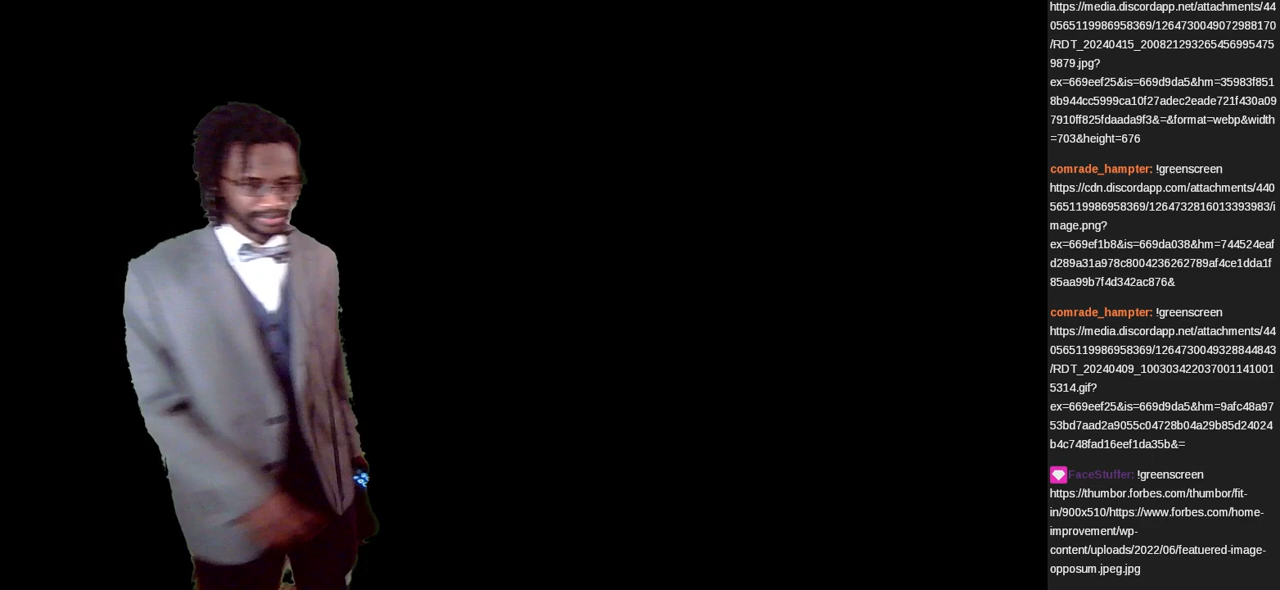 https://media.discordapp.net/attachments/44
0565119986958369/1264730049072988170
/RDT_20240415_200821293265456995475
9879.jpg?
ex=669eef25&is=669d9da5&hm=35983f851
8b944cc5999ca10f27adec2eade721f430a09
7910ff825fdaada9f3&=&format=webp&width
=703&height=676
comrade_hampter: !greenscreen
https://cdn.discordapp.com/attachments/440
565119986958369/1264732816013393983/i
mage.png?
ex=669ef1b8&is=669da038&hm=744524eaf
d289a31a978c8004236262789af4ce1dda1f
85aa99b7f4d342ac876&
comrade_hampter: !greenscreen
https://media.discordapp.net/attachments/44
0565119986958369/1264730049328844843
/RDT_20240409_100303422037001141001
5314.gif?
ex=669eef25&is=669d9da5&hm=9afc48a97
53bd7aad2a9055c04728b04a29b85d24024
b4c748fad16eef1da35b&=
FaceStuffer: !greenscreen
https://thumbor.forbes.com/thumbor/fit-
in/900x510/https://www.forbes.com/home-
improvement/wp-
content/uploads/2022/06/featuered-image-
opposum.jpeg.jpg